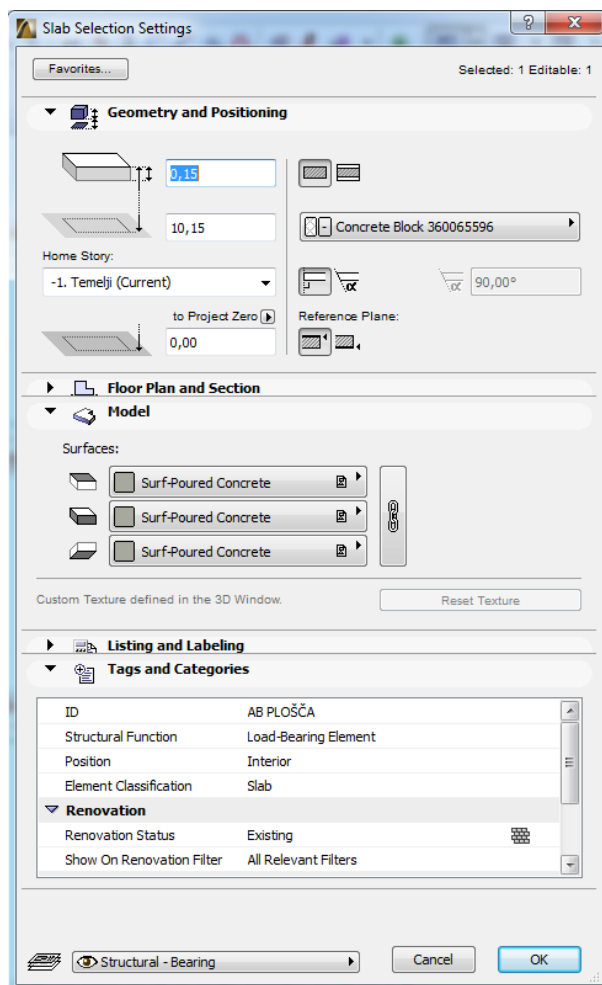 Slab Selection Settings
Favorites...
Selected: 1 Editable: 1
Geometry and Positioning
0,15
10,15
Concrete Block 360065596
Home Story:
-1. Temelji (Current)
α
α
90,00°
to Project Zero
Reference Plane:
0,00
Floor Plan and Section
Model
Surfaces:
Surf-Poured Concrete
Surf-Poured Concrete
Surf-Poured Concrete
Custom Texture defined in the 3D Window.
Reset Texture
Listing and Labeling
Tags and Categories
ID AB PLOŠČA
Structural Function Load-Bearing Element
Position Interior
Element Classification Slab
Renovation
Renovation Status Existing
Show On Renovation Filter All Relevant Filters
Structural - Bearing
Cancel
OK